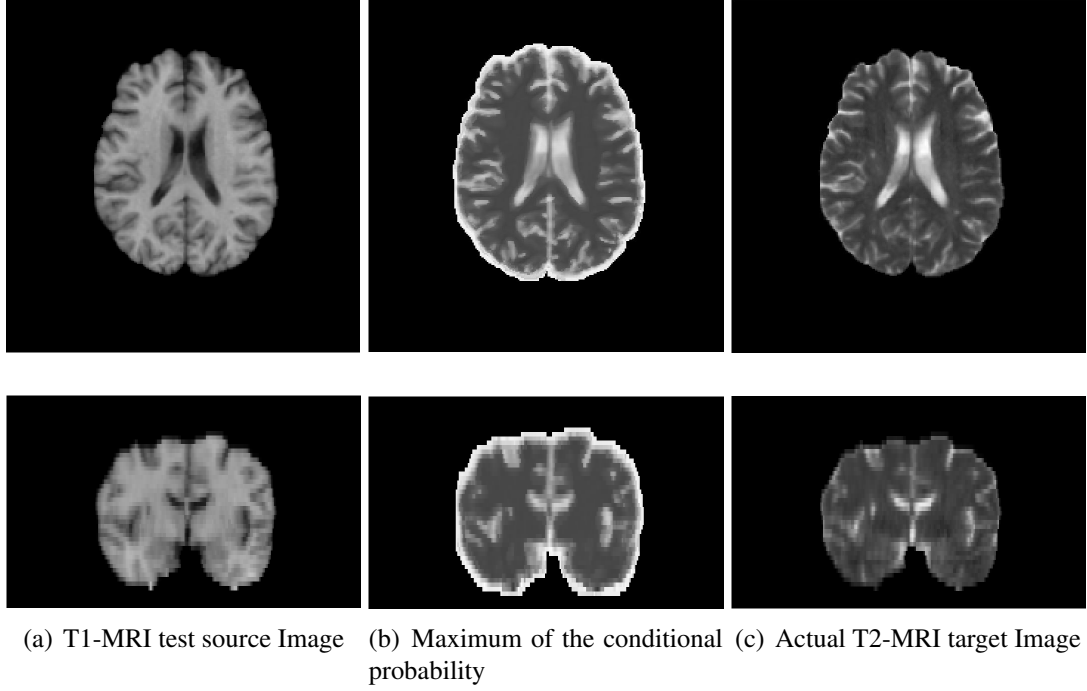 (a) T1-MRI test source Image
(b) Maximum of the conditional
probability
(c) Actual T2-MRI target Image